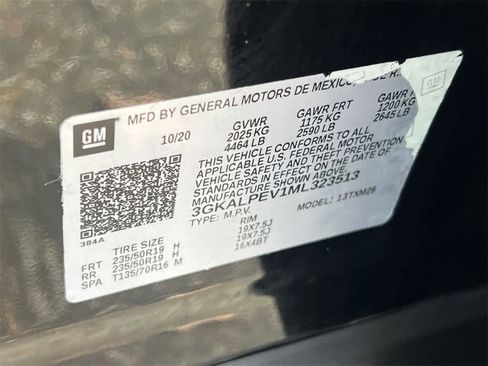 MFD BY GENERAL MOTORS DE MEXICO
GM
10/20
GVWR
2025 KG
4464 LB
GAWR FRT
1175 KG
2590 LB
GAWR RR
1200 KG
2645 LB
GM
THIS VEHICLE CONFORMS TO ALL
APPLICABLE U.S. FEDERAL MOTOR
VEHICLE SAFETY AND THEFT
PREVENTION STANDARDS IN EFFECT
ON THE DATE OF
MANUFACTURE SHOWN ABOVE.
3GKALPEV1ML323513
TYPE: M.P.V.
MODEL: 13TXM26
384A
TIRE SIZE RIM
FRT 235/50R19 H 19X7.5J
RR 235/50R19 H 19X7.5J
SPA T135/70R16 M 16X4BT